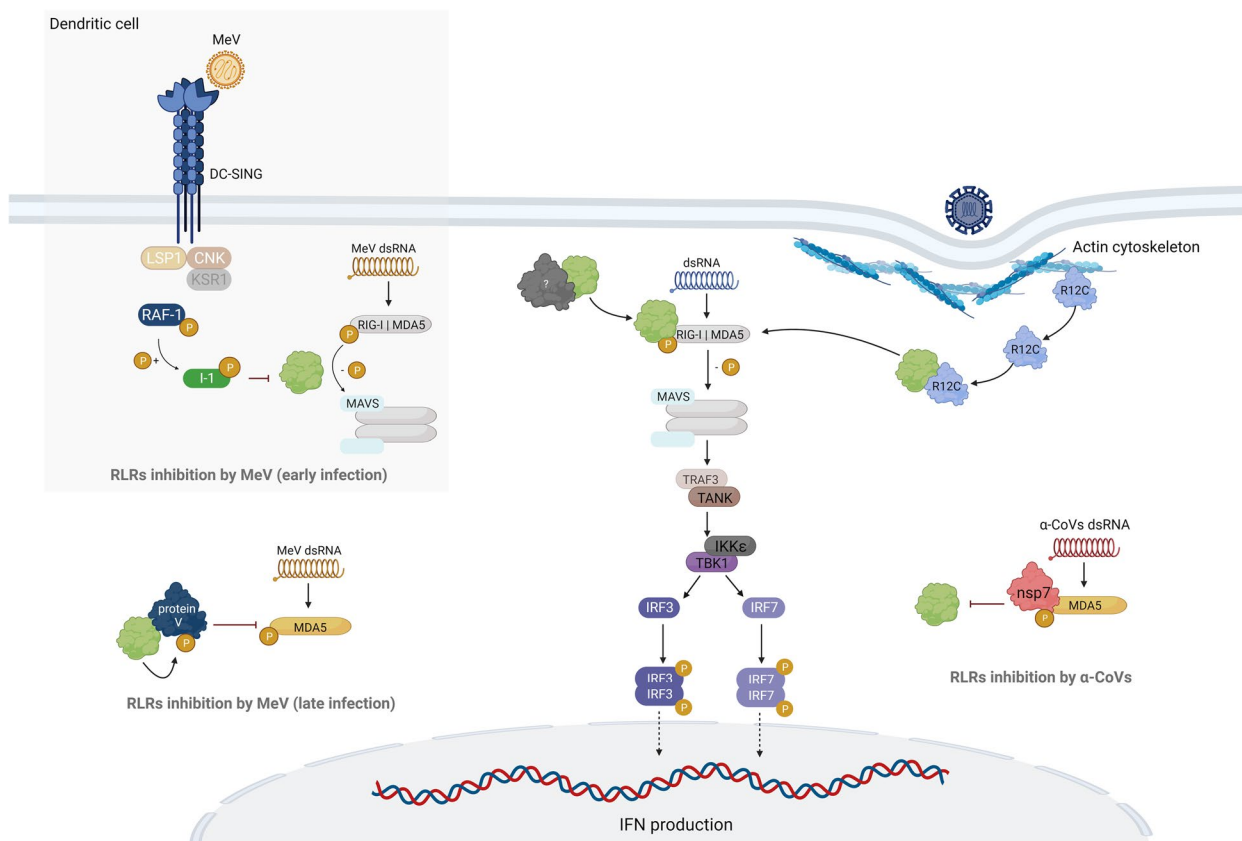 Dendritic cell
MeV
DC-SING
LSP1
CNK
KSR1
MeV dsRNA
RAF-1
P
RIG-I | MDA5
P
P
+
P
I-1
- P
MAVS
RLRs inhibition by MeV (early infection)
?
dsRNA
RIG-I | MDA5
P
- P
MAVS
TRAF3
TANK
IKKε
TBK1
IRF3
IRF7
IRF3
IRF3
P
P
IRF7
IRF7
P
P
IFN production
Actin cytoskeleton
R12C
R12C
R12C
MeV dsRNA
protein
V
P
P
MDA5
RLRs inhibition by MeV (late infection)
α-CoVs dsRNA
nsp7
MDA5
P
RLRs inhibition by α-CoVs